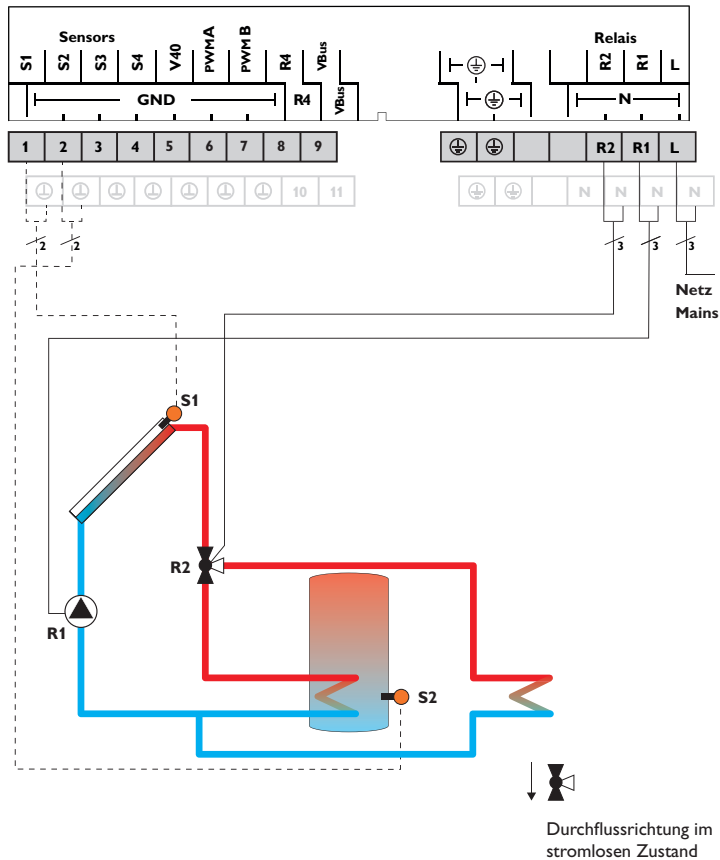 Sensors
Relais
S1 S2 S3 S4 V40 PWMA PWM B R4 VBus
R2 R1 L
GND R4 VBus
N
1 2 3 4 5 6 7 8 9
R2 R1 L
10 11
N N N N
2 2
3 3 3
Netz
Mains
S1
R2
R1
S2
Durchflussrichtung im
stromlosen Zustand